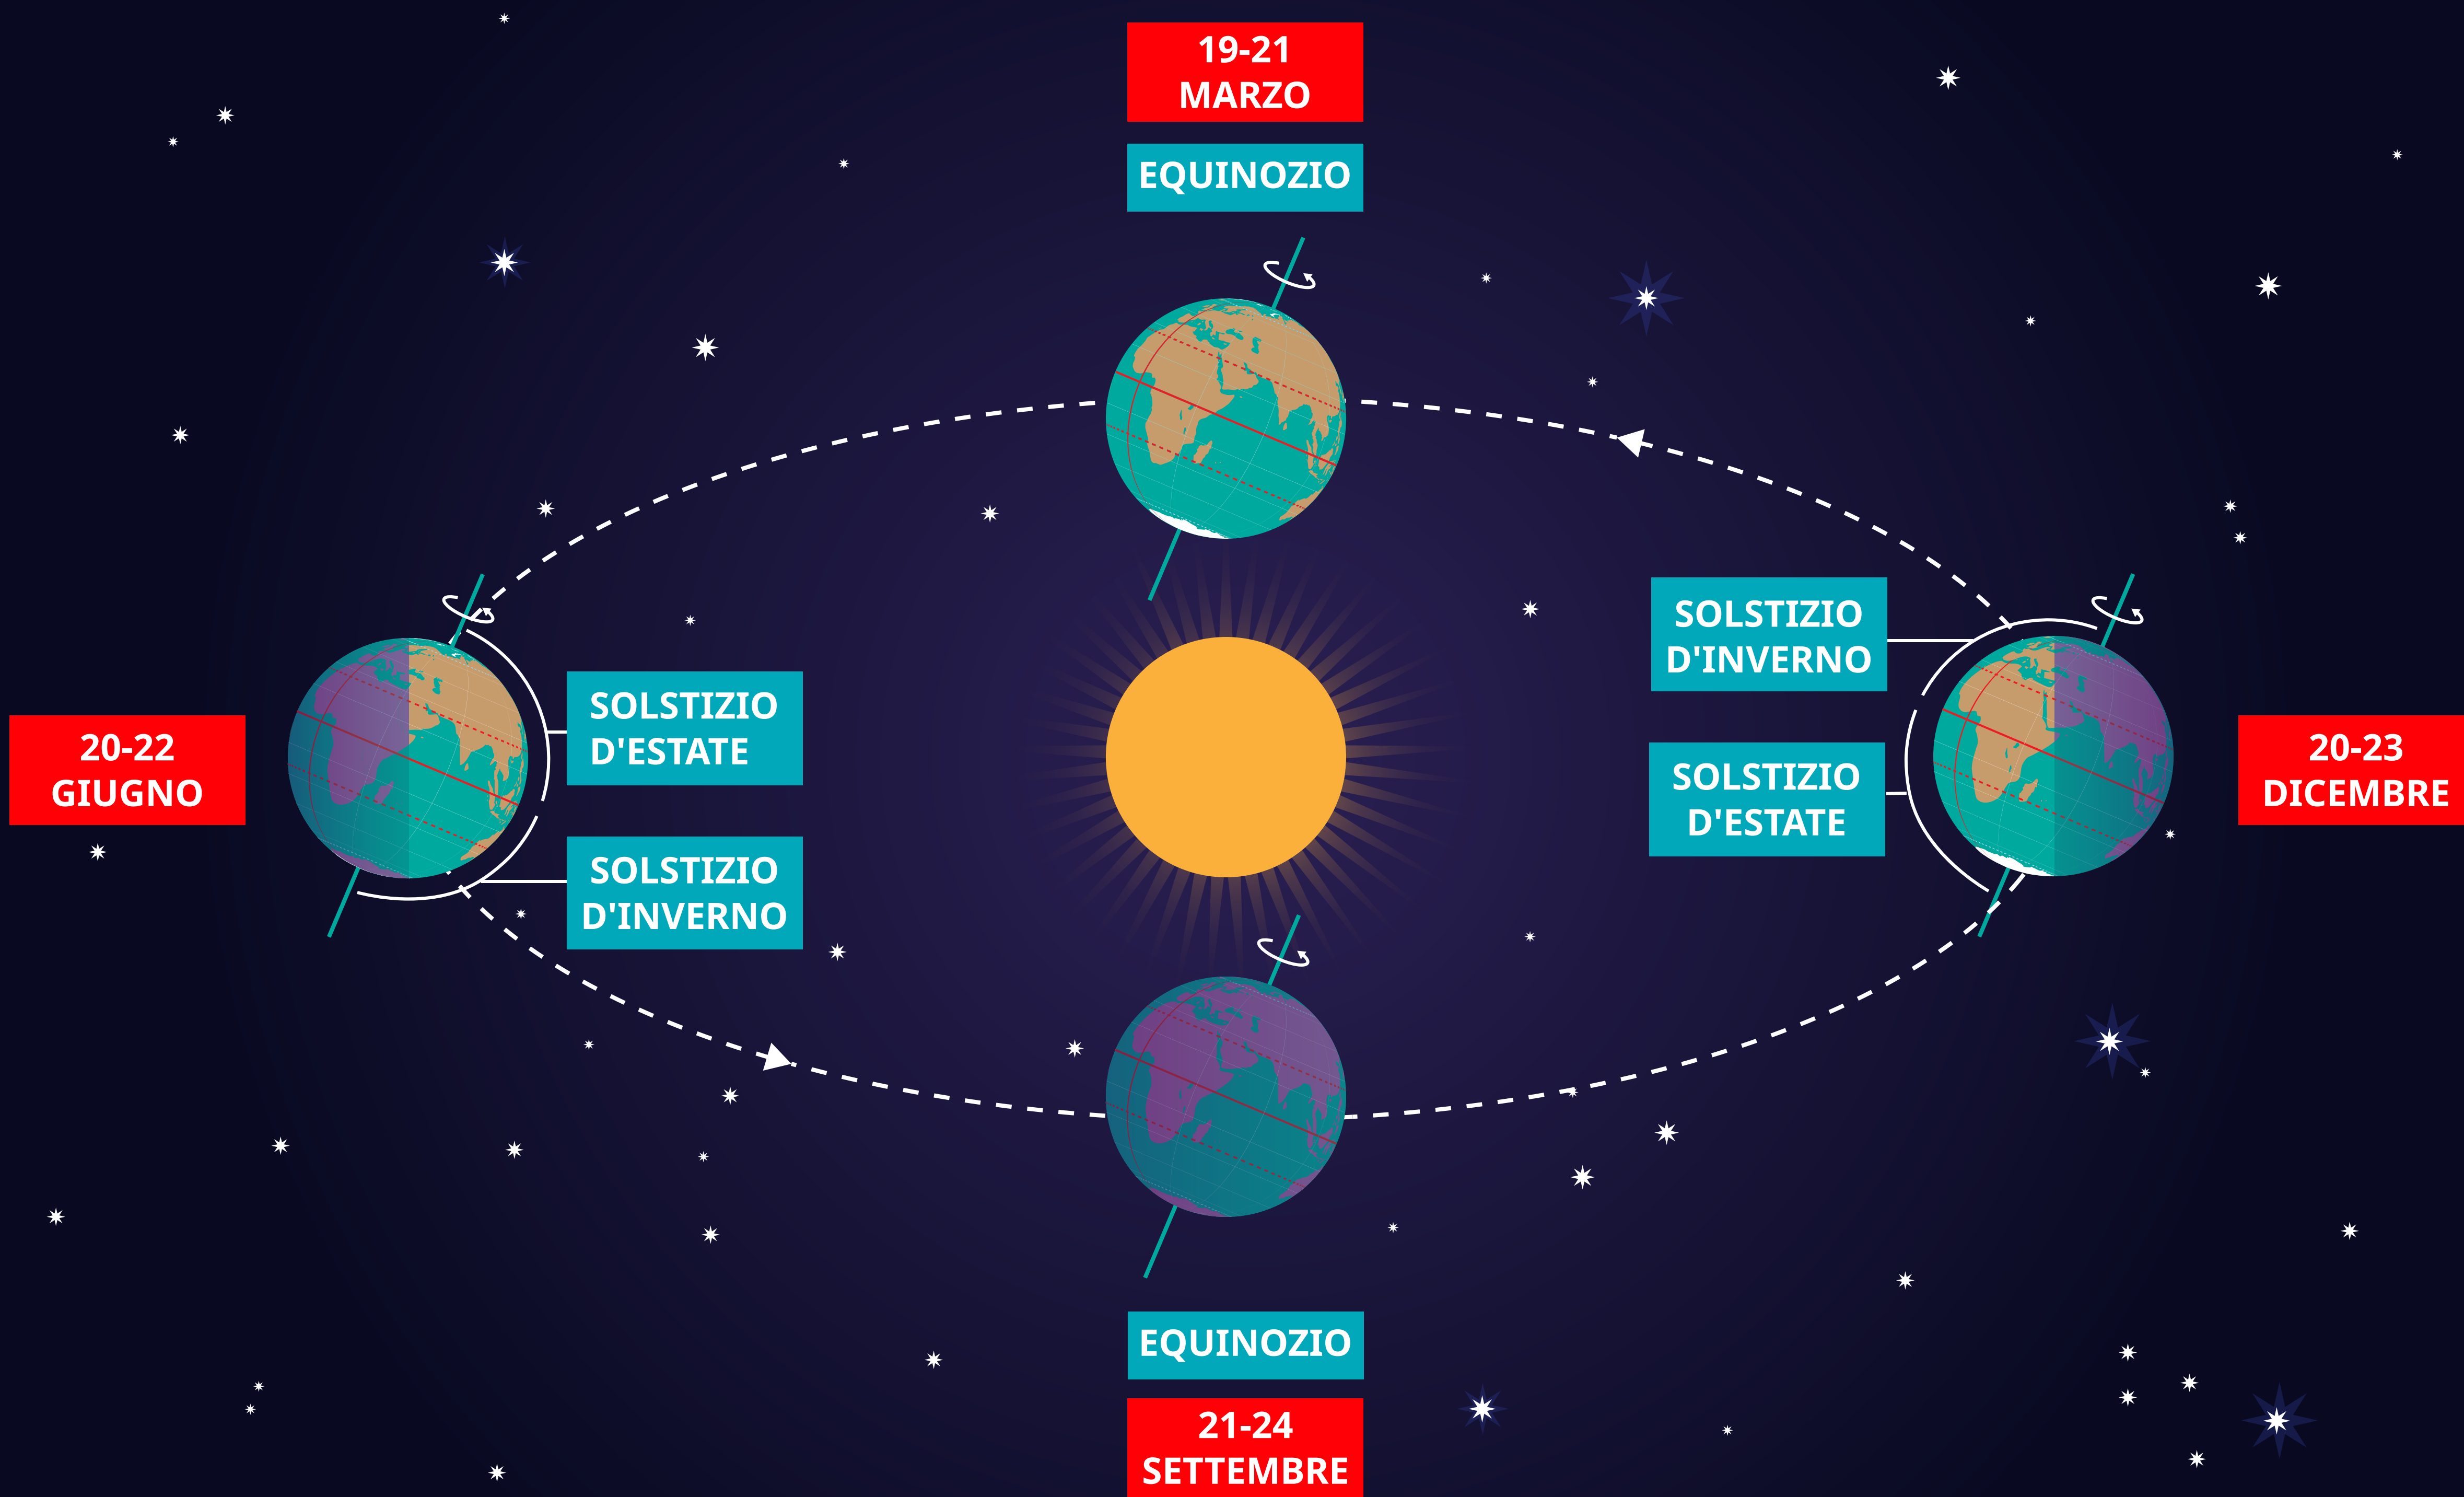 19-21
MARZO
EQUINOZIO
SOLSTIZIO
D'INVERNO
SOLSTIZIO
D'ESTATE
20-22
GIUGNO
SOLSTIZIO
D'ESTATE
20-23
DICEMBRE
SOLSTIZIO
D'INVERNO
EQUINOZIO
21-24
SETTEMBRE